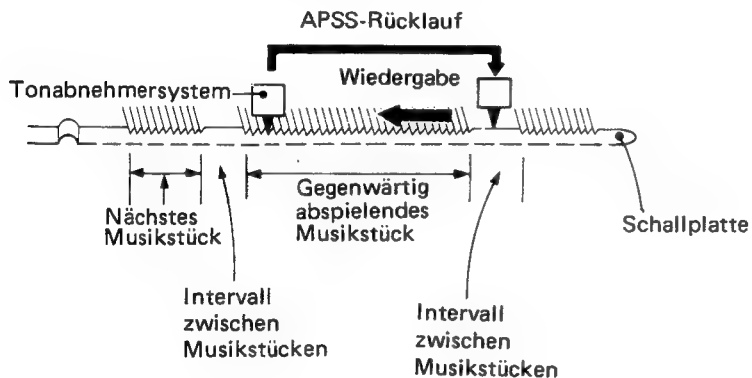 APSS-Rücklauf
Wiedergabe
Tonabnehmersystem
Nächstes
Musikstück
Gegenwärtig
abspielendes
Musikstück
Schallplatte
Intervall
zwischen
Musikstücken
Intervall
zwischen
Musikstücken